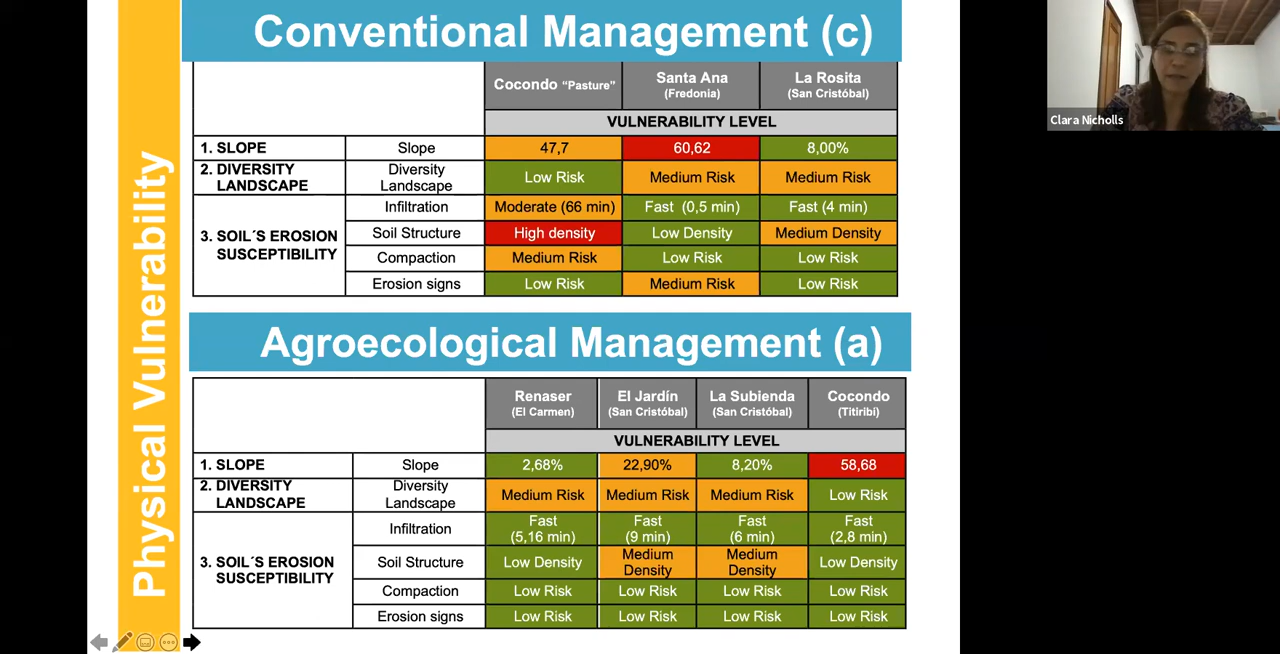 Physical Vulnerability
Conventional Management (c)
Cocondo “Pasture”
Santa Ana
(Fredonia)
La Rosita
(San Cristóbal)
VULNERABILITY LEVEL
1. SLOPE Slope 47,7 60,62 8,00%
2. DIVERSITY
LANDSCAPE
Diversity
Landscape
Low Risk Medium Risk Medium Risk
3. SOIL´S EROSION
SUSCEPTIBILITY
Infiltration Moderate (66 min) Fast (0,5 min) Fast (4 min)
Soil Structure High density Low Density Medium Density
Compaction Medium Risk Low Risk Low Risk
Erosion signs Low Risk Medium Risk Low Risk
Agroecological Management (a)
Renaser
(El Carmen)
El Jardín
(San Cristóbal)
La Subienda
(San Cristóbal)
Cocondo
(Titiribi)
VULNERABILITY LEVEL
1. SLOPE Slope 2,68% 22,90% 8,20% 58,68
2. DIVERSITY
LANDSCAPE
Diversity
Landscape
Medium Risk Medium Risk Medium Risk Low Risk
3. SOIL´S EROSION
SUSCEPTIBILITY
Infiltration
Fast
(5,16 min)
Fast
(9 min)
Fast
(6 min)
Fast
(2,8 min)
Soil Structure
Low Density
Medium
Density
Medium
Density
Low Density
Compaction Low Risk Low Risk Low Risk Low Risk
Erosion signs Low Risk Low Risk Low Risk Low Risk
Clara Nicholls